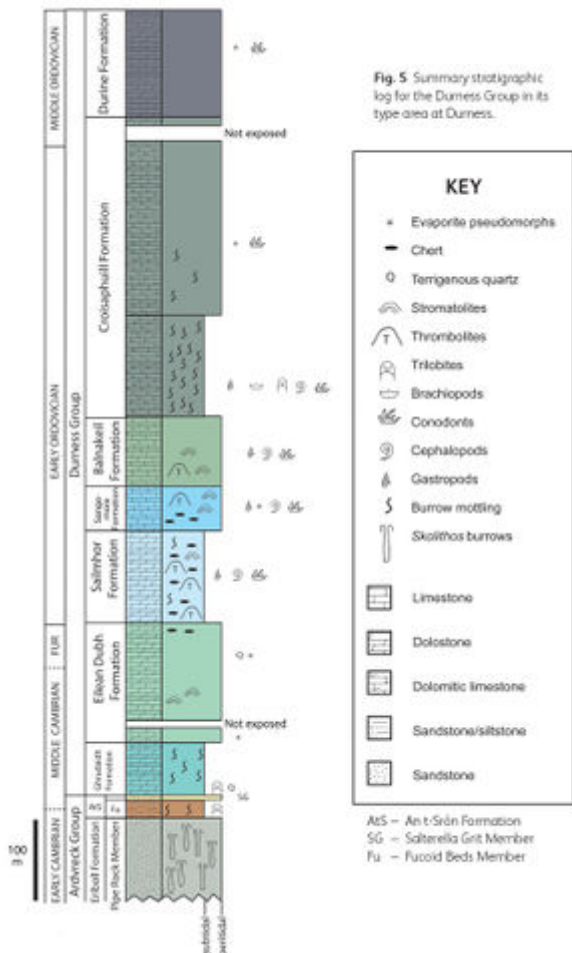 MIDDLE ORDOVICIAN
EARLY ORDOVICIAN
FUR
MIDDLE CAMBRIAN
EARLY CAMBRIAN
Durness Group
Ardvreck Group
Durine Formation
Croisaphuill Formation
Balnakeil
Formation
Formation
Sailmhor
Formation
Eilean Dubh
Formation
Ghrudaidh
Formation
AtS
Fu
Eriboll Formation
Pipe Rock Member
Not exposed
Not exposed
SG
100
m
subtidal
peritidal
Fig. 5 Summary stratigraphic
log for the Durness Group in its
type area at Durness.
KEY
Evaporite pseudomorphs
Chert
Terrigenous quartz
Stromatolites
T Thrombolites
Trilobites
Brachiopods
Conodonts
Cephalopods
Gastropods
Burrow mottling
Skolithos burrows
Limestone
Dolostone
Dolomitic limestone
Sandstone/siltstone
Sandstone
AtS – An t-Sròn Formation
SG – Salterella Grit Member
Fu – Fucoid Beds Member